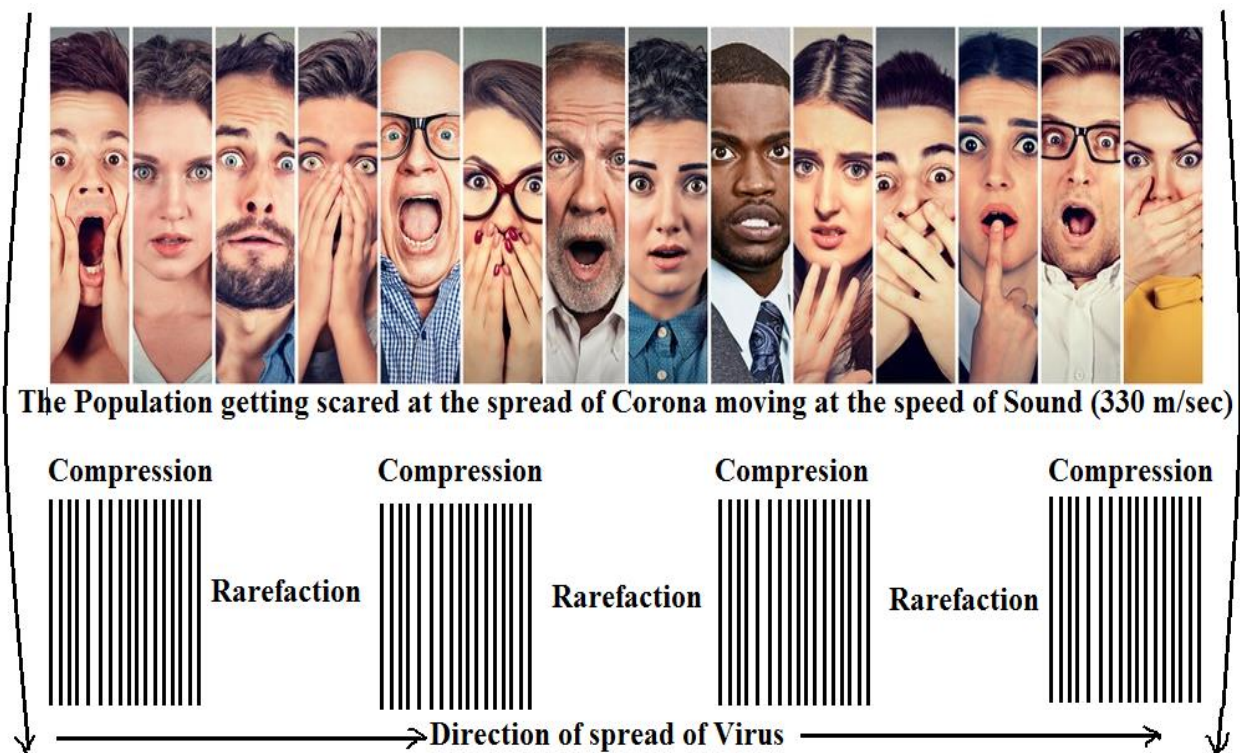 The Population getting scared at the spread of Corona moving at the speed of Sound (330 m/sec)
Compression Compression Compresion Compression
Rarefaction Rarefaction Rarefaction
Direction of spread of Virus